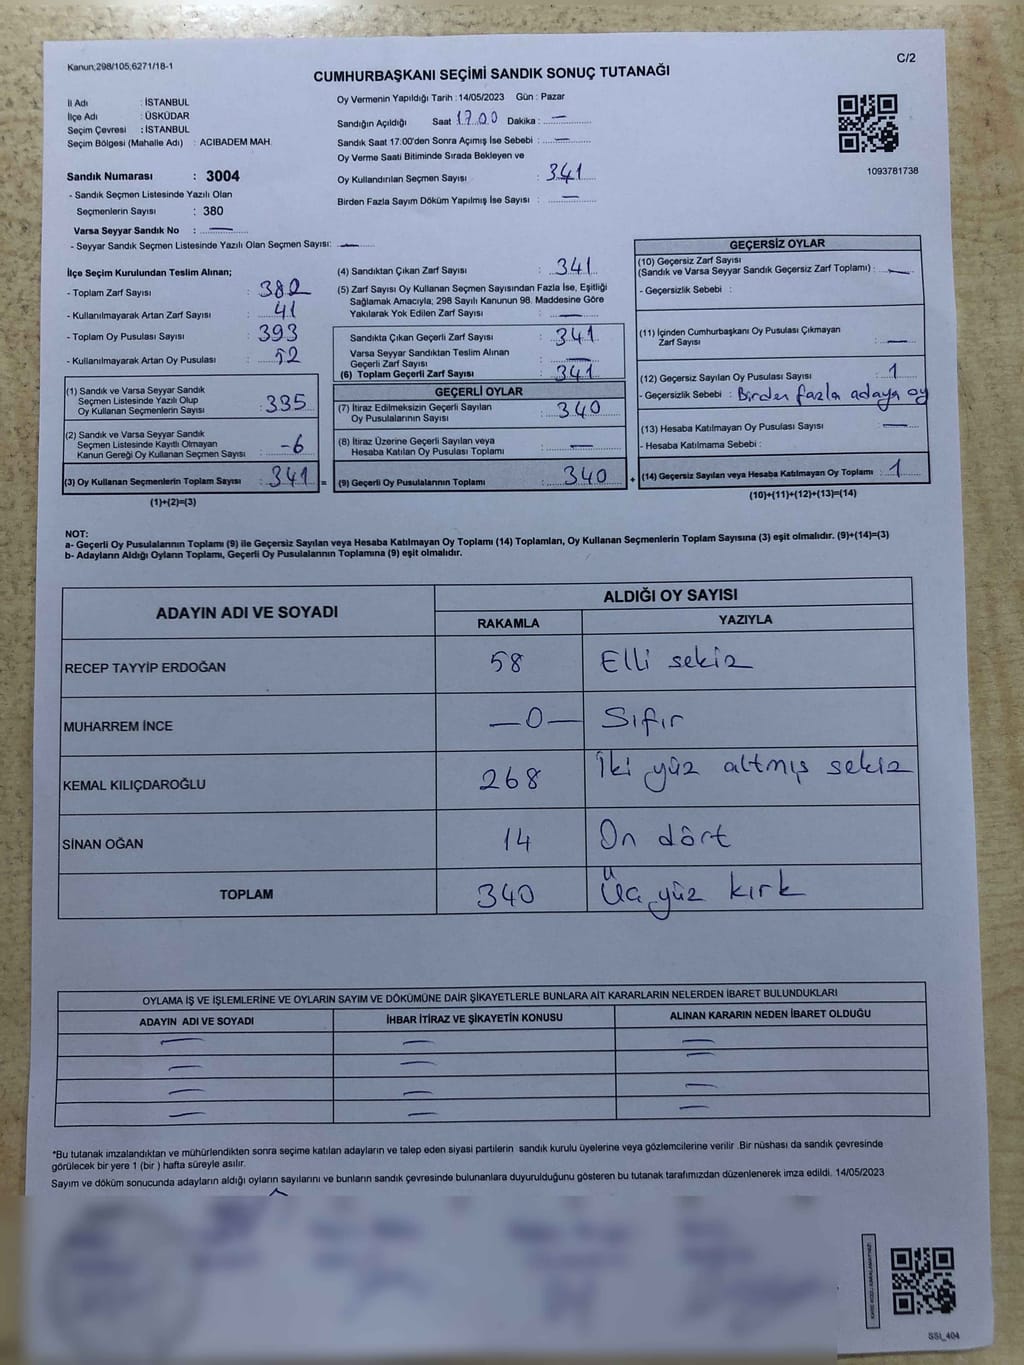 Kanun;298/105;6271/18-1
C/2
CUMHURBAŞKANI SEÇİMİ SANDIK SONUÇ TUTANAĞI
İl Adı : İSTANBUL
İlçe Adı : ÜSKÜDAR
Seçim Çevresi : İSTANBUL
Seçim Bölgesi (Mahalle Adı) : ACIBADEM MAH.
Sandık Numarası : 3004
- Sandık Seçmen Listesinde Yazılı Olan
Seçmenlerin Sayısı : 380
Varsa Seyyar Sandık No : —
- Seyyar Sandık Seçmen Listesinde Yazılı Olan Seçmen Sayısı: —
Oy Vermenin Yapıldığı Tarih : 14/05/2023 Gün : Pazar
Sandığın Açıldığı Saat 17.00 Dakika : —
Sandık Saat 17:00'den Sonra Açımış İse Sebebi : —
Oy Verme Saati Bitiminde Sırada Bekleyen ve
Oy Kullandırılan Seçmen Sayısı : 341
Birden Fazla Sayım Döküm Yapılmış İse Sayısı : —
1093781738
İlçe Seçim Kurulundan Teslim Alınan;
- Toplam Zarf Sayısı : 382
- Kullanılmayarak Artan Zarf Sayısı : 41
- Toplam Oy Pusulası Sayısı : 393
- Kullanılmayarak Artan Oy Pusulası : 52
(1) Sandık ve Varsa Seyyar Sandık
Seçmen Listesinde Yazılı Olup
Oy Kullanan Seçmenlerin Sayısı : 335
(2) Sandık ve Varsa Seyyar Sandık
Seçmen Listesinde Kayıtlı Olmayan
Kanun Gereği Oy Kullanan Seçmen Sayısı : -6
(3) Oy Kullanan Seçmenlerin Toplam Sayısı : 341 =
(1)+(2)=(3)
(4) Sandıktan Çıkan Zarf Sayısı : 341
(5) Zarf Sayısı Oy Kullanan Seçmen Sayısından Fazla İse, Eşitliği
Sağlamak Amacıyla; 298 Sayılı Kanunun 98. Maddesine Göre
Yakılarak Yok Edilen Zarf Sayısı : —
Sandıkta Çıkan Geçerli Zarf Sayısı : 341
Varsa Seyyar Sandıktan Teslim Alınan
Geçerli Zarf Sayısı : —
(6) Toplam Geçerli Zarf Sayısı : 341
GEÇERLİ OYLAR
(7) İtiraz Edilmeksizin Geçerli Sayılan
Oy Pusulalarının Sayısı : 340
(8) İtiraz Üzerine Geçerli Sayılan veya
Hesaba Katılan Oy Pusulası Toplamı : —
(9) Geçerli Oy Pusulalarının Toplamı : 340 +
GEÇERSİZ OYLAR
(10) Geçersiz Zarf Sayısı
(Sandık ve Varsa Seyyar Sandık Geçersiz Zarf Toplamı) : —
- Geçersizlik Sebebi :
(11) İçinden Cumhurbaşkanı Oy Pusulası Çıkmayan
Zarf Sayısı : —
(12) Geçersiz Sayılan Oy Pusulası Sayısı : 1
- Geçersizlik Sebebi : Birden fazla adaya oy
(13) Hesaba Katılmayan Oy Pusulası Sayısı : —
- Hesaba Katılmama Sebebi :
(14) Geçersiz Sayılan veya Hesaba Katılmayan Oy Toplamı : 1
(10)+(11)+(12)+(13)=(14)
NOT:
a- Geçerli Oy Pusulalarının Toplamı (9) ile Geçersiz Sayılan veya Hesaba Katılmayan Oy Toplamı (14) Toplamları, Oy Kullanan Seçmenlerin Toplam Sayısına (3) eşit olmalıdır. (9)+(14)=(3)
b- Adayların Aldığı Oyların Toplamı, Geçerli Oy Pusulalarının Toplamına (9) eşit olmalıdır.
ADAYIN ADI VE SOYADI
ALDIĞI OY SAYISI
RAKAMLA YAZIYLA
RECEP TAYYİP ERDOĞAN 58 Elli sekiz
MUHARREM İNCE —0— Sıfır
KEMAL KILIÇDAROĞLU 268 İki yüz altmış sekiz
SİNAN OĞAN 14 On dört
TOPLAM 340 Üç yüz kırk
OYLAMA İŞ VE İŞLEMLERİNE VE OYLARIN SAYIM VE DÖKÜMÜNE DAİR ŞİKAYETLERLE BUNLARA AİT KARARLARIN NELERDEN İBARET BULUNDUKLARI
ADAYIN ADI VE SOYADI İHBAR İTİRAZ VE ŞİKAYETİN KONUSU ALINAN KARARIN NEDEN İBARET OLDUĞU
— — —
— — —
— — —
— — —
*Bu tutanak imzalandıktan ve mühürlendikten sonra seçime katılan adayların ve talep eden siyasi partilerin sandık kurulu üyelerine veya gözlemcilerine verilir .Bir nüshası da sandık çevresinde
görülecek bir yere 1 (bir ) hafta süreyle asılır.
Sayım ve döküm sonucunda adayların aldığı oyların sayılarını ve bunların sandık çevresinde bulunanlara duyurulduğunu gösteren bu tutanak tarafımızdan düzenlenerek imza edildi. 14/05/2023
SSI_404